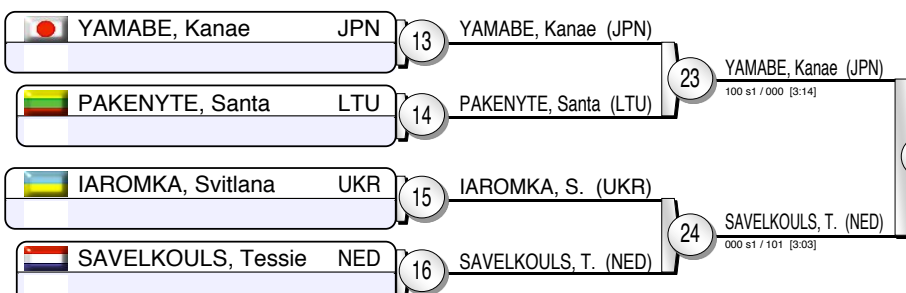 YAMABE, Kanae JPN
13
YAMABE, Kanae (JPN)
23
YAMABE, Kanae (JPN)
100 s1 / 000 [3:14]
PAKENYTE, Santa LTU
14
PAKENYTE, Santa (LTU)
IAROMKA, Svitlana UKR
15
IAROMKA, S. (UKR)
24
SAVELKOULS, T. (NED)
000 s1 / 101 [3:03]
SAVELKOULS, Tessie NED
16
SAVELKOULS, T. (NED)